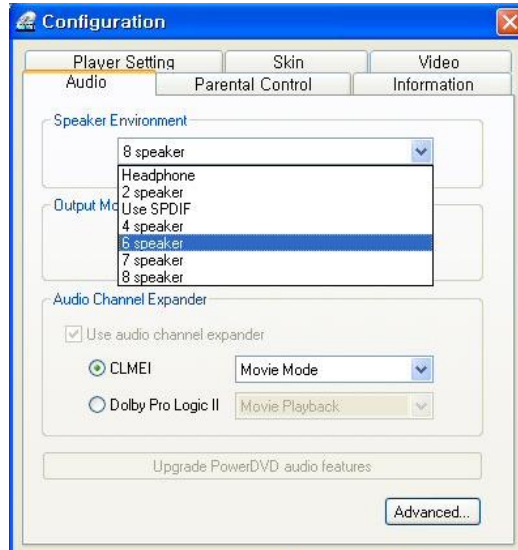 Configuration
Player Setting Skin Video
Audio Parental Control Information
Speaker Environment
8 speaker
Headphone
2 speaker
Output Mo
Use SPDIF
4 speaker
6 speaker
7 speaker
8 speaker
Audio Channel Expander
Use audio channel expander
CLMEI Movie Mode
Dolby Pro Logic II Movie Playback
Upgrade PowerDVD audio features
Advanced...